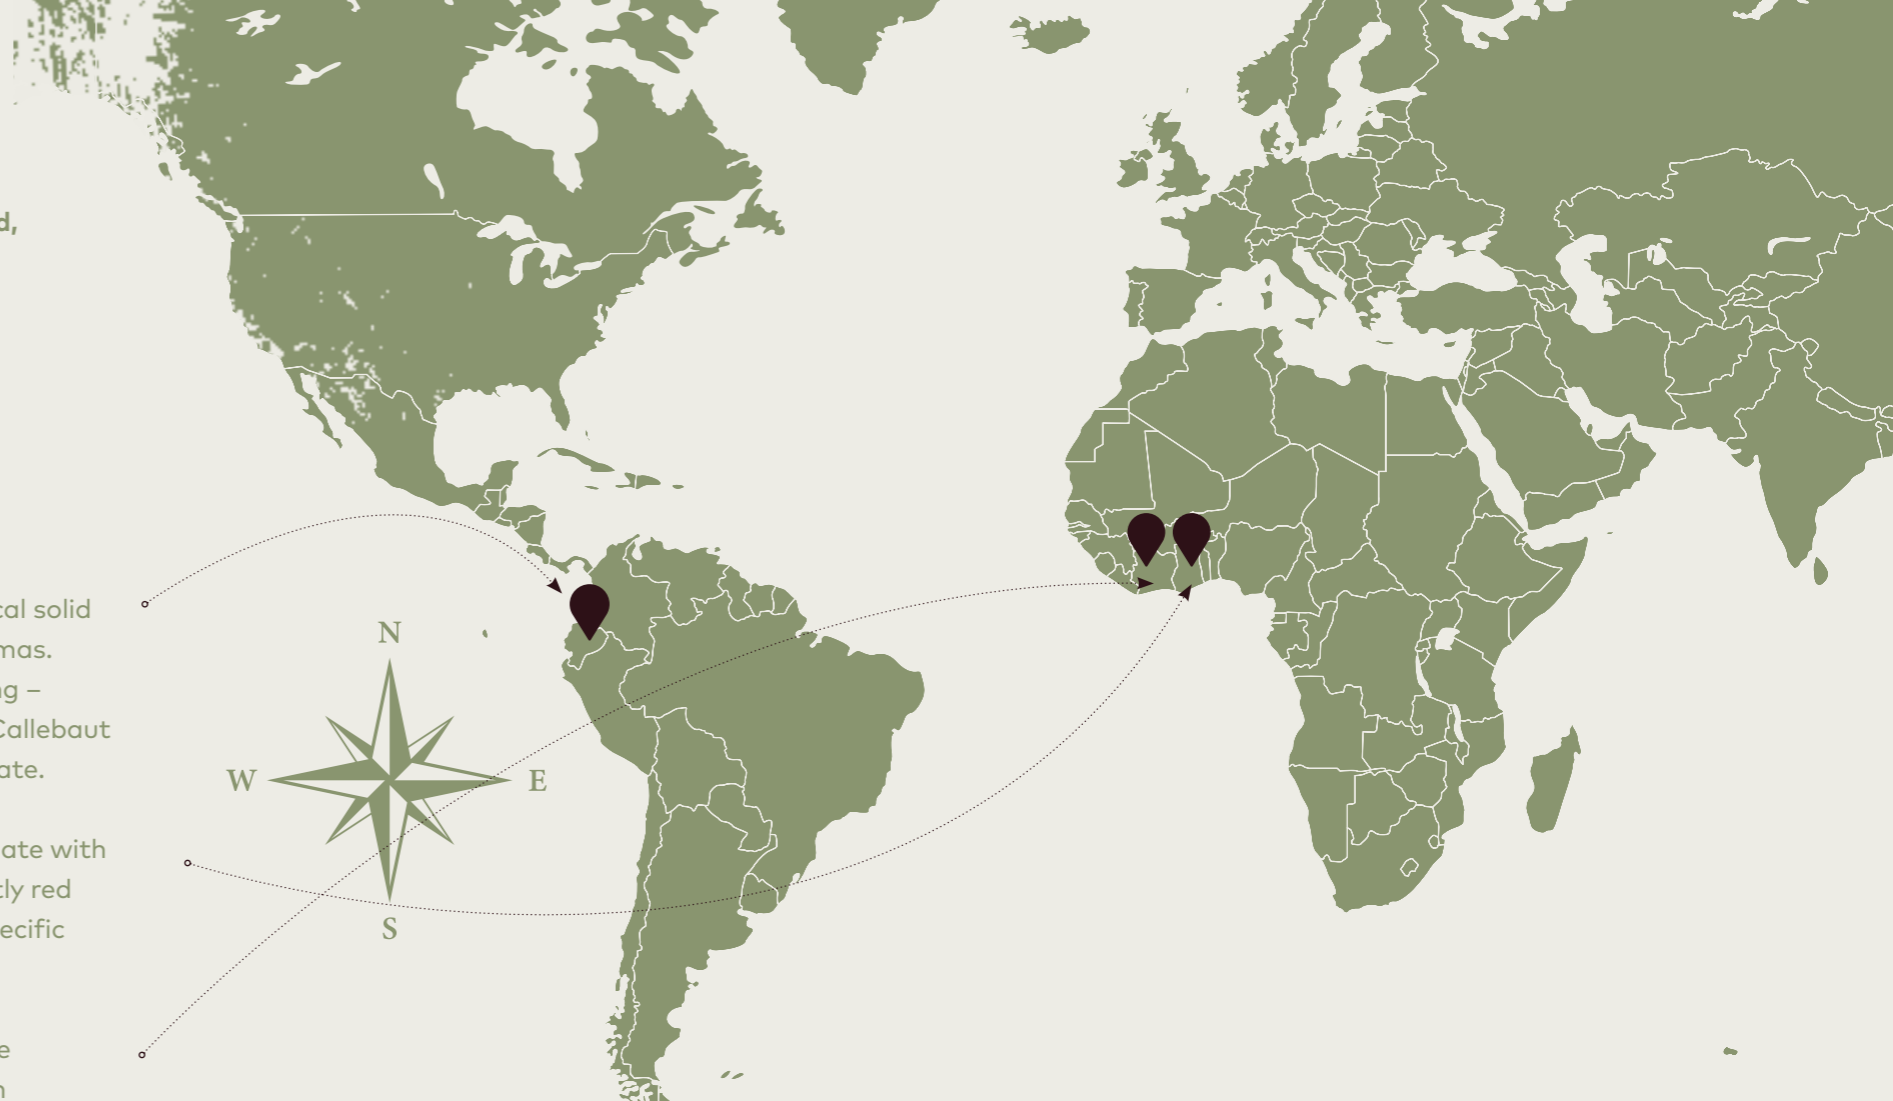 d,
cal solid
mas.
g –
Callebaut
ate.
ate with
tly red
ecific
e
n
N
W
E
S